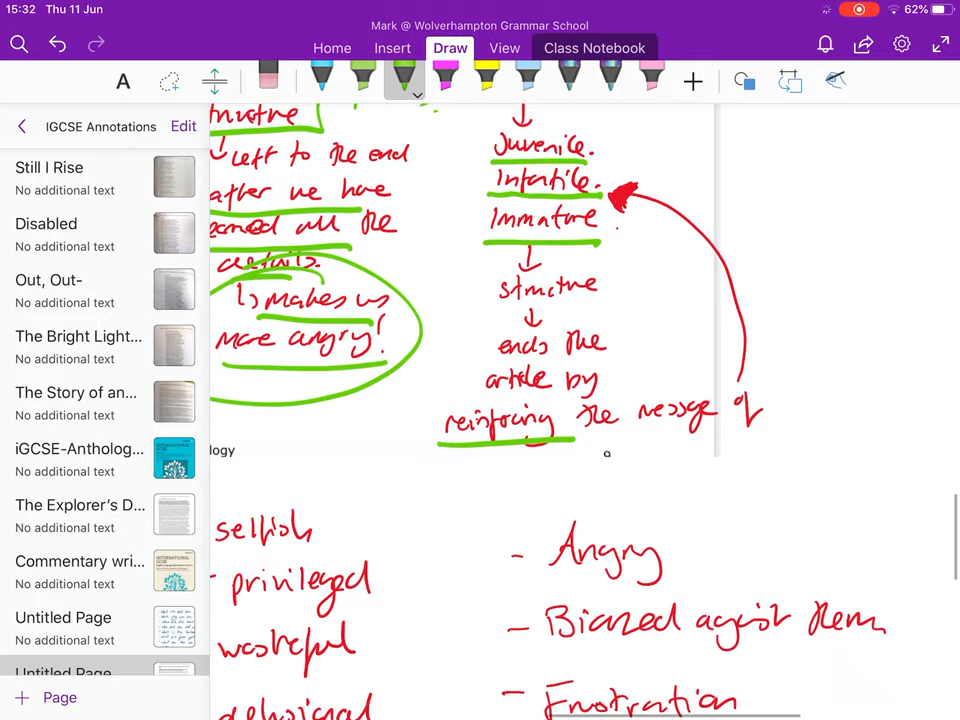 15:32 Thu 11 Jun
62%
Mark @ Wolverhampton Grammar School
Home Insert Draw View Class Notebook
A
IGCSE Annotations Edit
Still I Rise
No additional text
Disabled
No additional text
Out, Out-
No additional text
The Bright Light...
No additional text
The Story of an...
No additional text
iGCSE-Antholog...
No additional text
The Explorer's D...
No additional text
Commentary wri...
No additional text
Untitled Page
No additional text
Untitled Page
Page
left to the end
after we have
the
details.
makes us
more angry!
Juvenile.
Infantile.
Immature
structure
ends the
article by
reinforcing the message of
ology
9
selfish
- privileged
wasteful
delusional
- Angry
- Biased against them
- Frustration